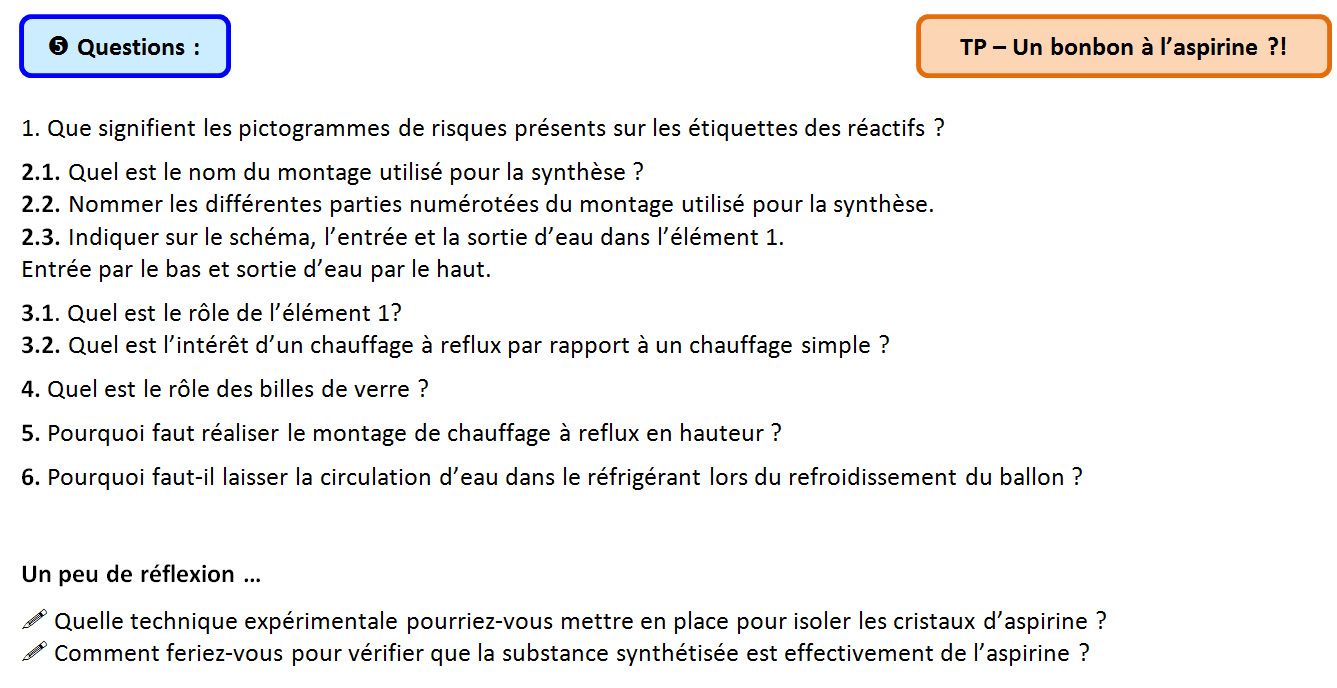 ❺ Questions :
TP – Un bonbon à l’aspirine ?!
1. Que signifient les pictogrammes de risques présents sur les étiquettes des réactifs ?
2.1. Quel est le nom du montage utilisé pour la synthèse ?
2.2. Nommer les différentes parties numérotées du montage utilisé pour la synthèse.
2.3. Indiquer sur le schéma, l’entrée et la sortie d’eau dans l’élément 1.
Entrée par le bas et sortie d’eau par le haut.
3.1. Quel est le rôle de l’élément 1?
3.2. Quel est l’intérêt d’un chauffage à reflux par rapport à un chauffage simple ?
4. Quel est le rôle des billes de verre ?
5. Pourquoi faut réaliser le montage de chauffage à reflux en hauteur ?
6. Pourquoi faut-il laisser la circulation d’eau dans le réfrigérant lors du refroidissement du ballon ?
Un peu de réflexion …
Quelle technique expérimentale pourriez-vous mettre en place pour isoler les cristaux d’aspirine ?
Comment feriez-vous pour vérifier que la substance synthétisée est effectivement de l’aspirine ?